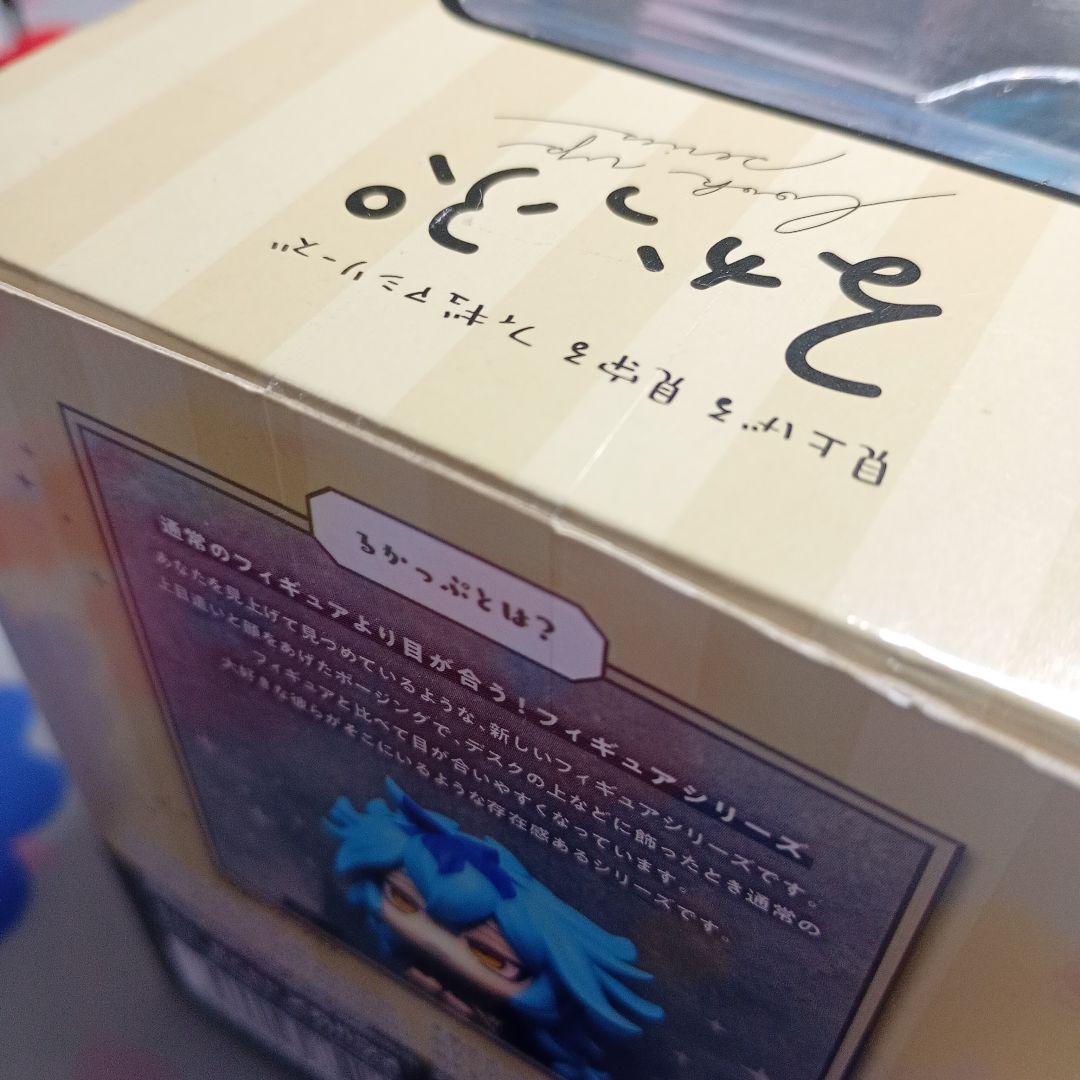 look up
series
るかっぷ
見上げる見守るフィギュアシリーズ
るかっぷとは?
通常のフィギュアより目が合う!フィギュアシリーズ
あなたを見上げて見つめているような、新しいフィギュアシリーズです。
上目遣いと顔をあげたポージングで、デスクの上などに飾ったとき通常の
フィギュアと比べて目が合いやすくなっています。
大好きな彼らがそこにいるような存在感あるシリーズです。